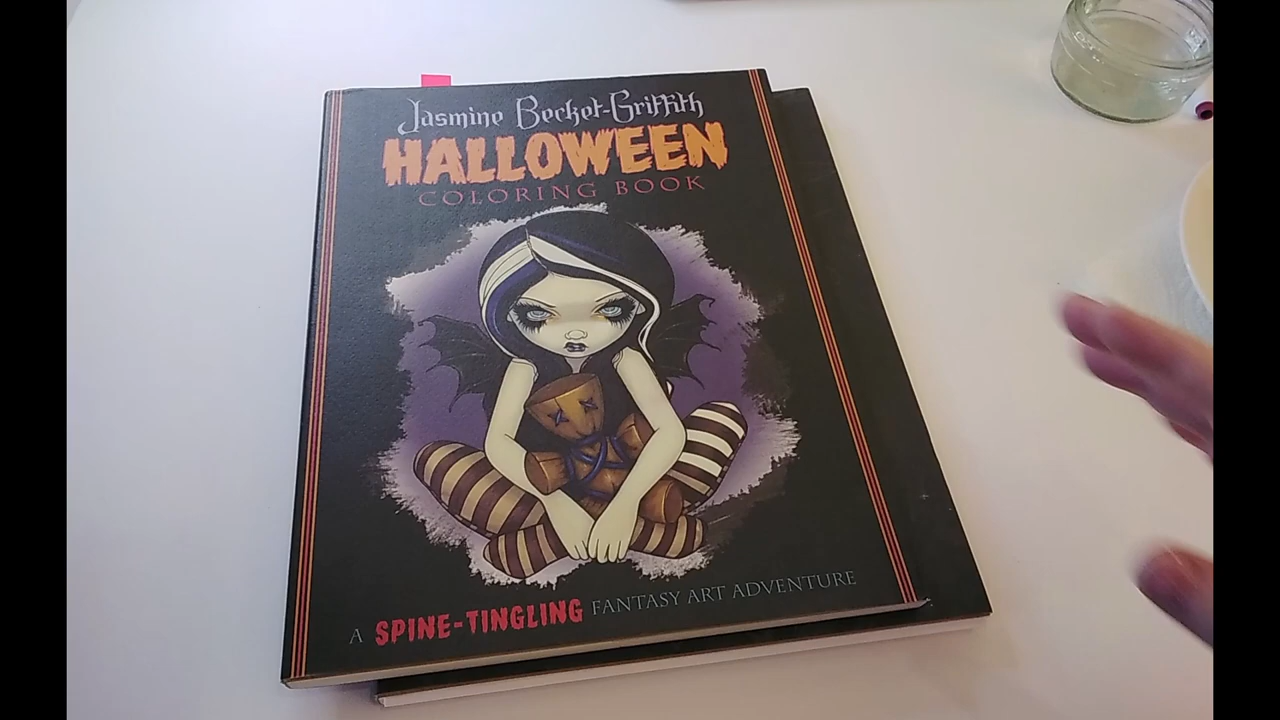 Jasmine Becket-Griffith
HALLOWEEN
COLORING BOOK
A SPINE-TINGLING FANTASY ART ADVENTURE